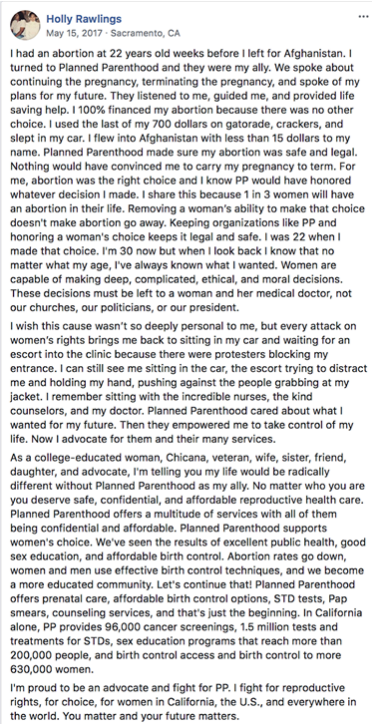 Holly Rawlings
May 15, 2017 · Sacramento, CA
I had an abortion at 22 years old weeks before I left for Afghanistan. I
turned to Planned Parenthood and they were my ally. We spoke about
continuing the pregnancy, terminating the pregnancy, and spoke of my
plans for my future. They listened to me, guided me, and provided life
saving help. I 100% financed my abortion because there was no other
choice. I used the last of my 700 dollars on gatorade, crackers, and
slept in my car. I flew into Afghanistan with less than 15 dollars to my
name. Planned Parenthood made sure my abortion was safe and legal.
Nothing would have convinced me to carry my pregnancy to term. For
me, abortion was the right choice and I know PP would have honored
whatever decision I made. I share this because 1 in 3 women will have
an abortion in their life. Removing a woman's ability to make that choice
doesn't make abortion go away. Keeping organizations like PP and
honoring a woman's choice keeps it legal and safe. I was 22 when I
made that choice. I'm 30 now but when I look back I know that no
matter what my age, I've always known what I wanted. Women are
capable of making deep, complicated, ethical, and moral decisions.
These decisions must be left to a woman and her medical doctor, not
our churches, our politicians, or our president.
I wish this cause wasn't so deeply personal to me, but every attack on
women's rights brings me back to sitting in my car and waiting for an
escort into the clinic because there were protesters blocking my
entrance. I can still see me sitting in the car, the escort trying to distract
me and holding my hand, pushing against the people grabbing at my
jacket. I remember sitting with the incredible nurses, the kind
counselors, and my doctor. Planned Parenthood cared about what I
wanted for my future. Then they empowered me to take control of my
life. Now I advocate for them and their many services.
As a college-educated woman, Chicana, veteran, wife, sister, friend,
daughter, and advocate, I'm telling you my life would be radically
different without Planned Parenthood as my ally. No matter who you are
you deserve safe, confidential, and affordable reproductive health care.
Planned Parenthood offers a multitude of services with all of them
being confidential and affordable. Planned Parenthood supports
women's choice. We've seen the results of excellent public health, good
sex education, and affordable birth control. Abortion rates go down,
women and men use effective birth control techniques, and we become
a more educated community. Let's continue that! Planned Parenthood
offers prenatal care, affordable birth control options, STD tests, Pap
smears, counseling services, and that's just the beginning. In California
alone, PP provides 96,000 cancer screenings, 1.5 million tests and
treatments for STDs, sex education programs that reach more than
200,000 people, and birth control access and birth control to more
630,000 women.
I'm proud to be an advocate and fight for PP. I fight for reproductive
rights, for choice, for women in California, the U.S., and everywhere in
the world. You matter and your future matters.